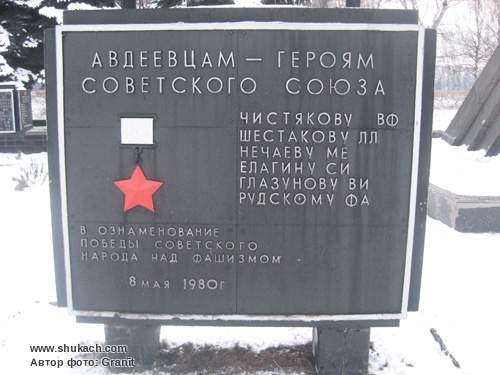 АВДЕЕВЦАМ — ГЕРОЯМ
СОВЕТСКОГО СОЮЗА
ЧИСТЯКОВУ ВФ
ШЕСТАКОВУ ЛЛ
НЕЧАЕВУ МЕ
ЕЛАГИНУ СИ
ГЛАЗУНОВУ ВИ
РУДСКОМУ ФА
В ОЗНАМЕНОВАНИЕ
ПОБЕДЫ СОВЕТСКОГО
НАРОДА НАД ФАШИЗМОМ -
8 МАЯ 1980г
www.shukach.com
Автор фото: Granit